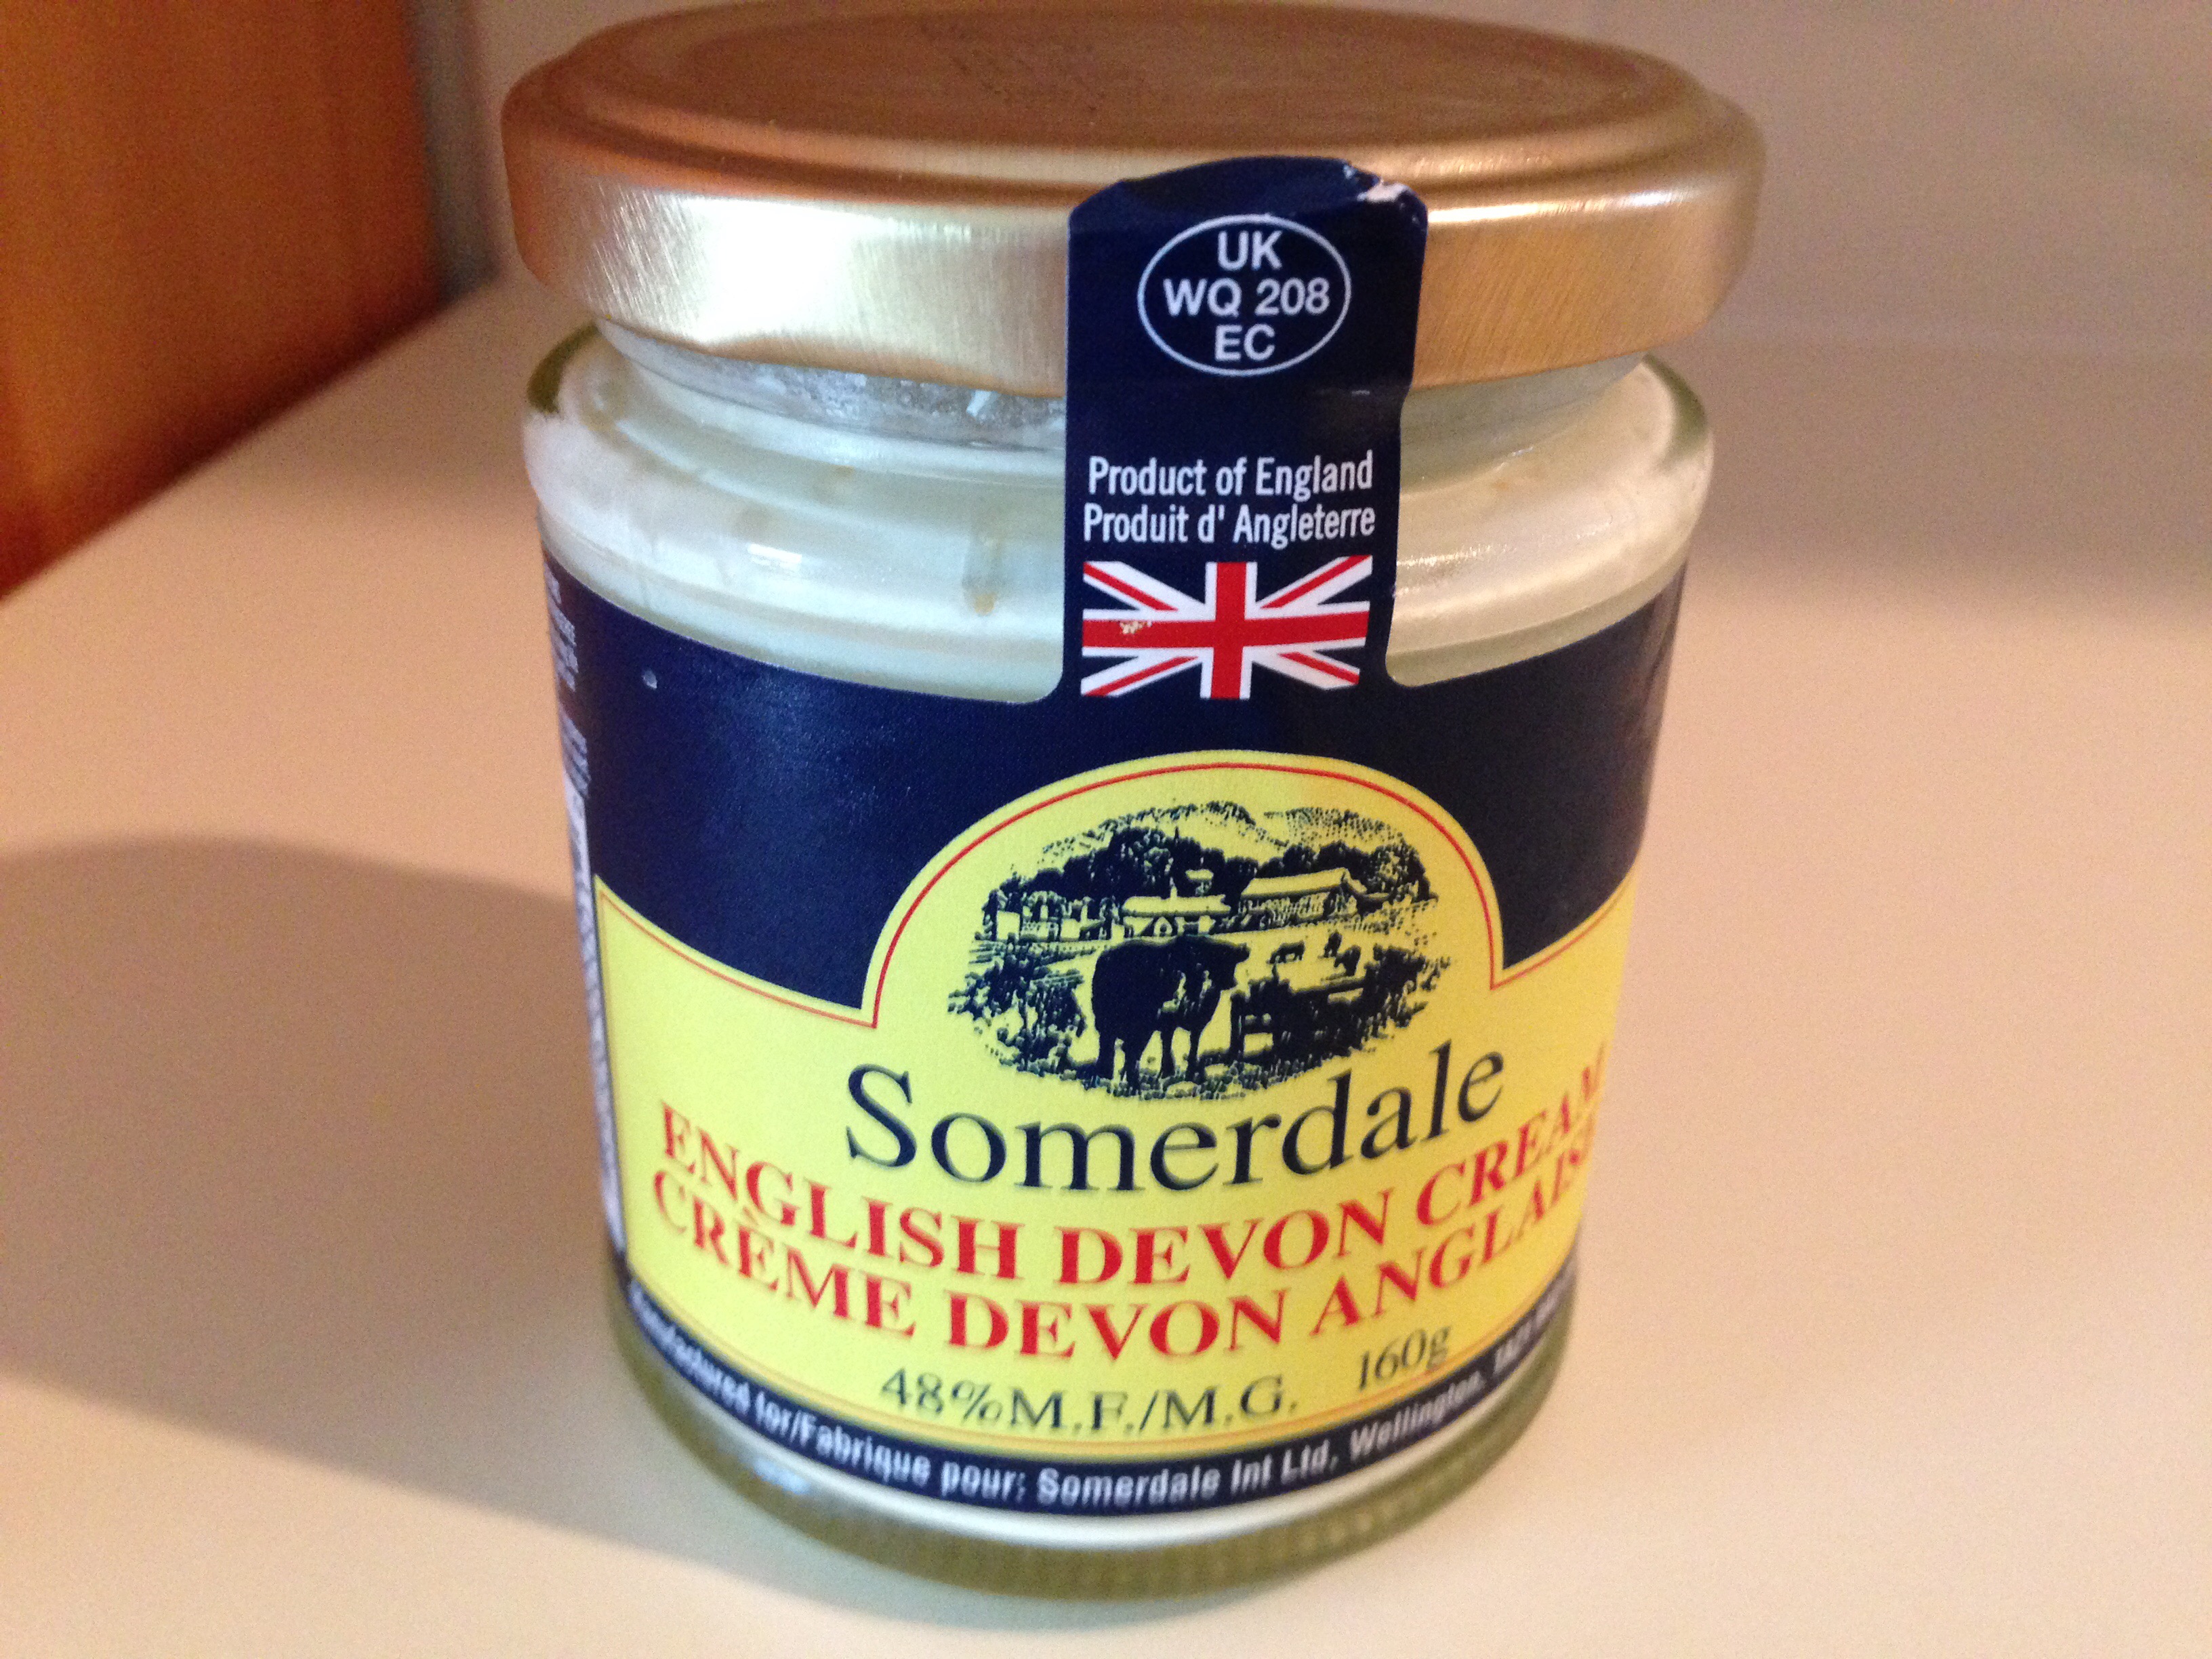 UK
WQ 208
EC
Product of England
Produit d' Angleterre
Somerdale
ENGLISH DEVON CREAM
CRÈME DEVON ANGLAISE
48%M.F./M.G. 160g
Manufactured for/Fabrique pour: Somerdale Int Ltd, Wellington,